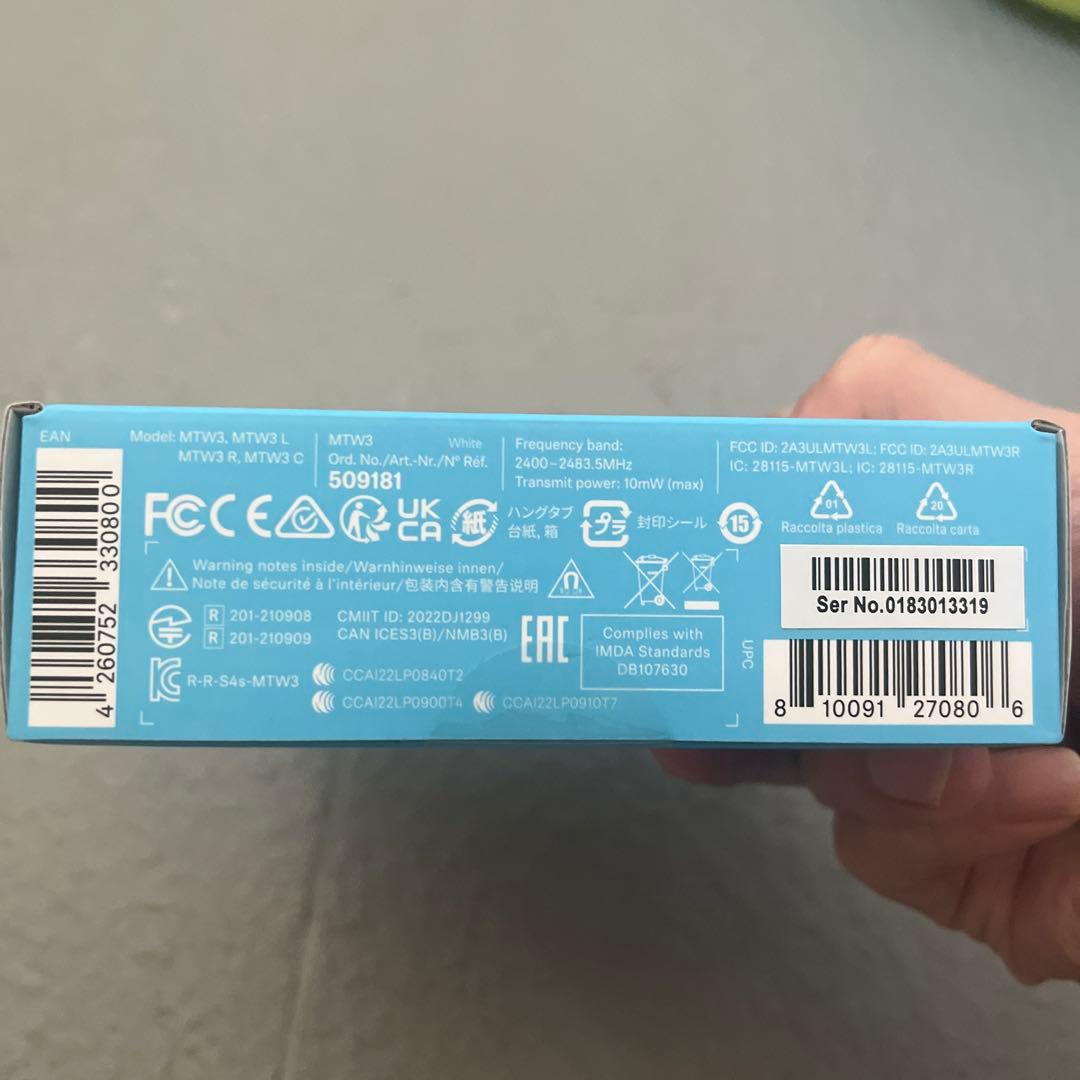 EAN
4 260752 330800
Model: MTW3, MTW3 L
MTW3 R, MTW3 C
MTW3 White
Ord. No./Art.-Nr./N° Réf.
509181
Frequency band:
2400–2483.5MHz
Transmit power: 10mW (max)
FCC ID: 2A3ULMTW3L; FCC ID: 2A3ULMTW3R
IC: 28115-MTW3L; IC: 28115-MTW3R
FC CE UK
CA
紙
ハングタブ
台紙, 箱
プラ
封印シール
15
01
Raccolta plastica
20
Raccolta carta
Warning notes inside/Warnhinweise innen/
Note de sécurité à l'intérieur/包装内含有警告说明
R 201-210908
R 201-210909
CMIIT ID: 2022DJ1299
CAN ICES3(B)/NMB3(B)
EAC
Complies with
IMDA Standards
DB107630
R-R-S4s-MTW3
CCAI22LP0840T2
CCAI22LP0900T4
CCAI22LP0910T7
Ser No.0183013319
UPC
8 10091 27080 6